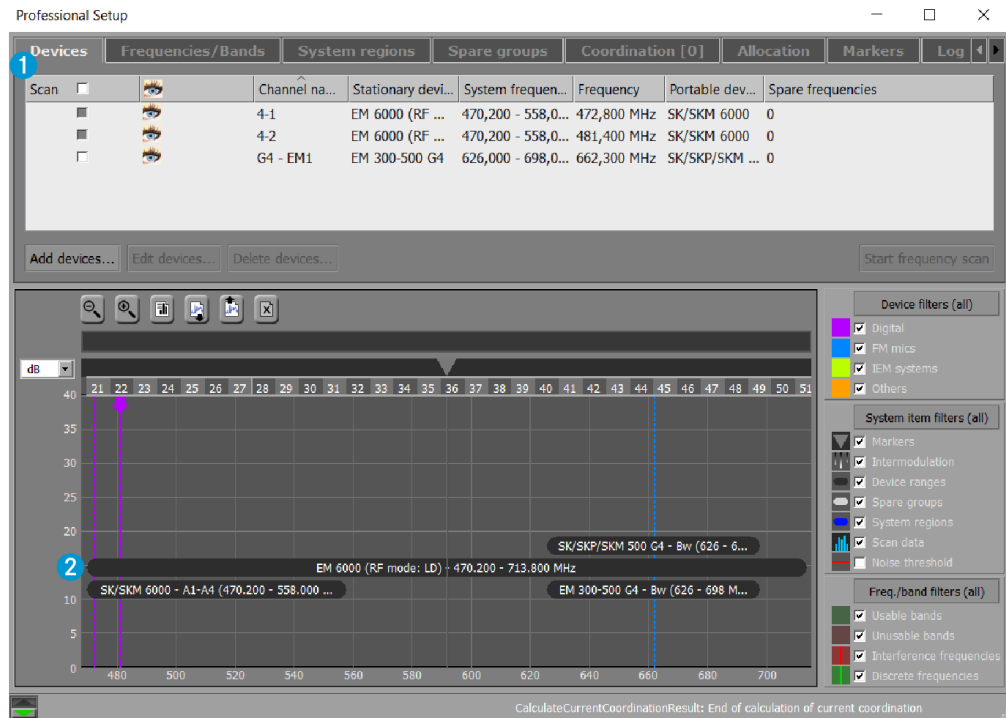 Professional Setup
Devices Frequencies/Bands System regions Spare groups Coordination [0] Allocation Markers Log
1
Scan Channel na... Stationary devi... System frequen... Frequency Portable dev... Spare frequencies
4-1 EM 6000 (RF ... 470,200 - 558,0... 472,800 MHz SK/SKM 6000 0
4-2 EM 6000 (RF ... 470,200 - 558,0... 481,400 MHz SK/SKM 6000 0
G4 - EM1 EM 300-500 G4 626,000 - 698,0... 662,300 MHz SK/SKP/SKM ... 0
Add devices... Edit devices... Delete devices... Start frequency scan
Device filters (all)
Digital
FM mics
IEM systems
Others
dB
21 22 23 24 25 26 27 28 29 30 31 32 33 34 35 36 37 38 39 40 41 42 43 44 45 46 47 48 49 50 51
40
35
30
25
20
10
5
0
SK/SKP/SKM 500 G4 - Bw (626 - 6...
2
EM 6000 (RF mode: LD) - 470.200 - 713.800 MHz
SK/SKM 6000 - A1-A4 (470.200 - 558.000 ...
EM 300-500 G4 - Bw (626 - 698 M...
480 500 520 540 560 580 600 620 640 660 680 700
System item filters (all)
Markers
Intermodulation
Device ranges
Spare groups
System regions
Scan data
Noise threshold
Freq./band filters (all)
Usable bands
Unusable bands
Interference frequencies
Discrete frequencies
CalculateCurrentCoordinationResult: End of calculation of current coordination